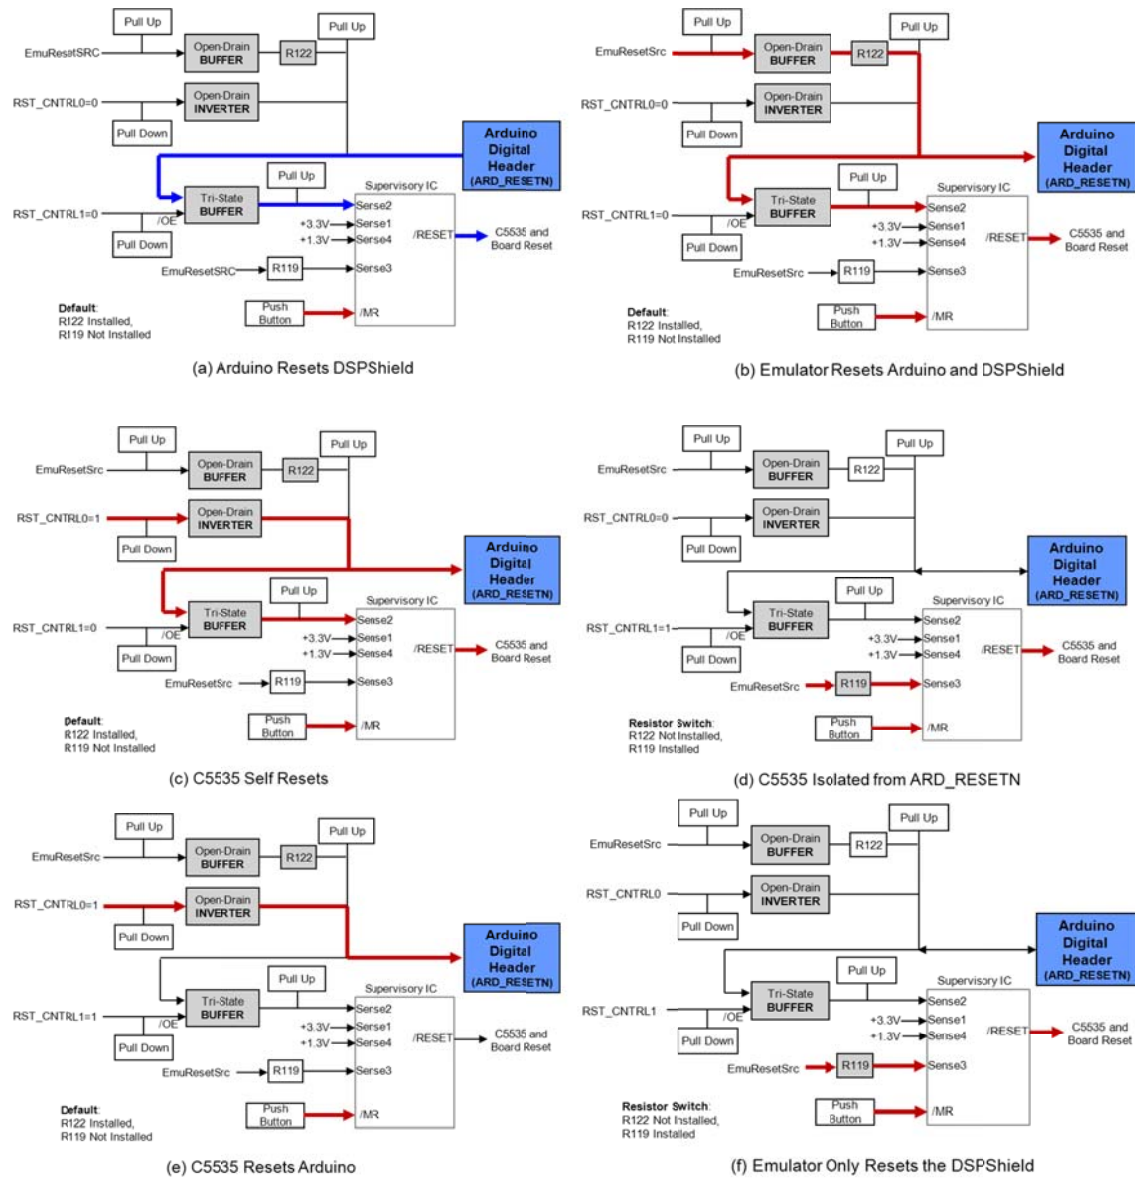 Pull Up
Pull Up
EmuResetSRC
Open-Drain
BUFFER
R122
RST_CNTRL0=0
Open-Drain
INVERTER
Pull Down
Arduino
Digital
Header
(ARD_RESETN)
Pull Up
Supervisory IC
Tri-State
BUFFER
Sense2
RST_CNTRL1=0
/OE
+3.3V
Sense1
+1.3V
Sense4
/RESET
C5535 and
Board Reset
Pull Down
EmuResetSRC
R119
Sense3
Default:
R122 Installed,
R119 Not Installed
Push
Button
/MR
(a) Arduino Resets DSPShield
Pull Up
Pull Up
EmuResetSrc
Open-Drain
BUFFER
R122
RST_CNTRL0=0
Open-Drain
INVERTER
Pull Down
Arduino
Digital
Header
(ARD_RESETN)
Pull Up
Supervisory IC
Tri-State
BUFFER
Sense2
RST_CNTRL1=0
/OE
+3.3V
Sense1
+1.3V
Sense4
/RESET
C5535 and
Board Reset
Pull Down
EmuResetSrc
R119
Sense3
Default:
R122 Installed,
R119 Not Installed
Push
Button
/MR
(b) Emulator Resets Arduino and DSPShield
Pull Up
Pull Up
EmuResetSrc
Open-Drain
BUFFER
R122
RST_CNTRL0=1
Open-Drain
INVERTER
Pull Down
Arduino
Digital
Header
(ARD_RESETN)
Pull Up
Supervisory IC
Tri-State
BUFFER
Sense2
RST_CNTRL1=0
/OE
+3.3V
Sense1
+1.3V
Sense4
/RESET
C5535 and
Board Reset
Pull Down
EmuResetSrc
R119
Sense3
Default:
R122 Installed,
R119 Not Installed
Push
Button
/MR
(c) C5535 Self Resets
Pull Up
Pull Up
EmuResetSrc
Open-Drain
BUFFER
R122
RST_CNTRL0=0
Open-Drain
INVERTER
Pull Down
Arduino
Digital
Header
(ARD_RESETN)
Pull Up
Supervisory IC
Tri-State
BUFFER
Sense2
RST_CNTRL1=1
/OE
+3.3V
Sense1
+1.3V
Sense4
/RESET
C5535 and
Board Reset
Pull Down
EmuResetSrc
R119
Sense3
Resistor Switch:
R122 Not Installed,
R119 Installed
Push
Button
/MR
(d) C5535 Isolated from ARD_RESETN
Pull Up
Pull Up
EmuResetSrc
Open-Drain
BUFFER
R122
RST_CNTRL0=1
Open-Drain
INVERTER
Pull Down
Arduino
Digital
Header
(ARD_RESETN)
Pull Up
Supervisory IC
Tri-State
BUFFER
Sense2
RST_CNTRL1=1
/OE
+3.3V
Sense1
+1.3V
Sense4
/RESET
C5535 and
Board Reset
Pull Down
EmuResetSrc
R119
Sense3
Default:
R122 Installed,
R119 Not Installed
Push
Button
/MR
(e) C5535 Resets Arduino
Pull Up
Pull Up
EmuResetSrc
Open-Drain
BUFFER
R122
RST_CNTRL0
Open-Drain
INVERTER
Pull Down
Arduino
Digital
Header
(ARD_RESETN)
Pull Up
Supervisory IC
Tri-State
BUFFER
Sense2
RST_CNTRL1
/OE
+3.3V
Sense1
+1.3V
Sense4
/RESET
C5535 and
Board Reset
Pull Down
EmuResetSrc
R119
Sense3
Resistor Switch:
R122 Not Installed,
R119 Installed
Push
Button
/MR
(f) Emulator Only Resets the DSPShield